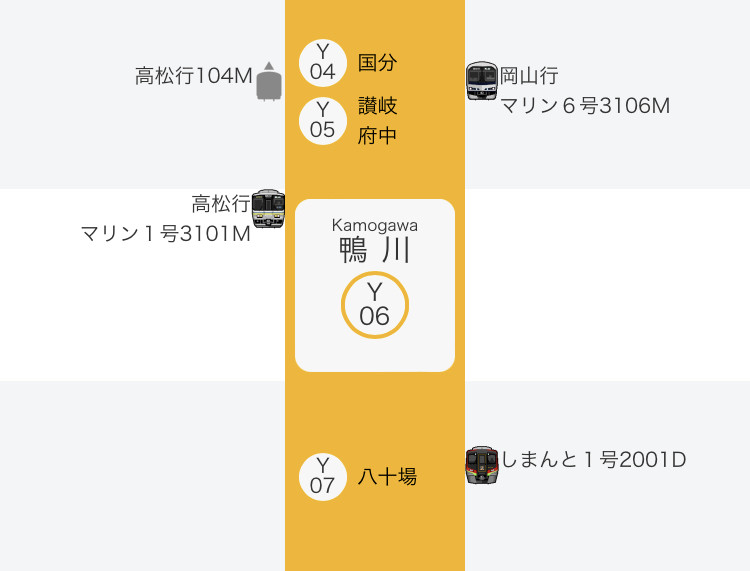 高松行104M
Y
04
国分
岡山行
マリン６号3106M
Y
05
讃岐
府中
高松行
マリン１号3101M
Kamogawa
鴨 川
Y
06
Y
07
八十場
しまんと１号2001D